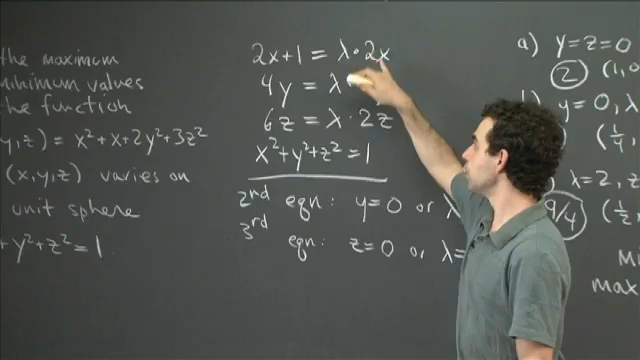 the maximum
minimum values
the function
y,z) = x²+x+2y²+3z²
(x,y,z) varies on
unit sphere
+ y²+z² = 1
2x+1 = λ·2x
4y = λ·
6z = λ·2z
x²+y²+z² = 1
2nd eqn: y=0 or λ
3rd eqn: z=0 or λ=
a) y=z=0
2 (1,0
y=0, λ
(1/4,
λ=2, z
9/4 (1/2,
Mi
max